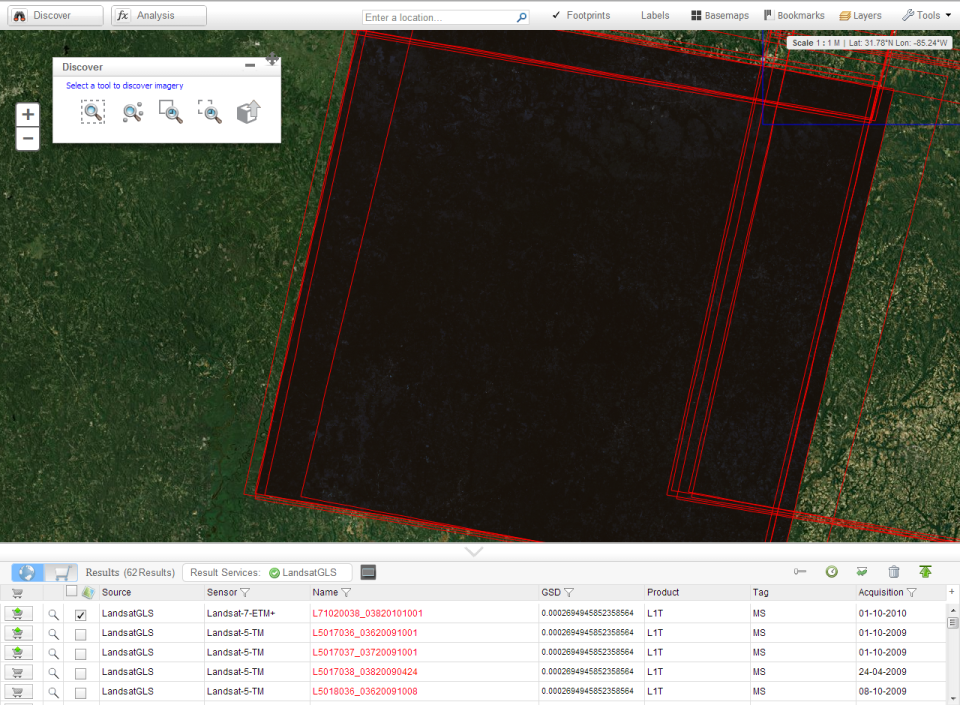 Discover
fx Analysis
Enter a location...
Footprints
Labels
Basemaps
Bookmarks
Layers
Tools
Scale 1 : 1 M | Lat: 31.78°N Lon: -85.24°W
Discover
Select a tool to discover imagery
+
−
Results (62Results)
Result Services: LandsatGLS
Source Sensor Name GSD Product Tag Acquisition +
LandsatGLS Landsat-7-ETM+ L71020038_03820101001 0.0002694945852358564 L1T MS 01-10-2010
LandsatGLS Landsat-5-TM L5017036_03620091001 0.0002694945852358564 L1T MS 01-10-2009
LandsatGLS Landsat-5-TM L5017037_03720091001 0.0002694945852358564 L1T MS 01-10-2009
LandsatGLS Landsat-5-TM L5017038_03820090424 0.0002694945852358564 L1T MS 24-04-2009
LandsatGLS Landsat-5-TM L5018036_03620091008 0.0002694945852358564 L1T MS 08-10-2009